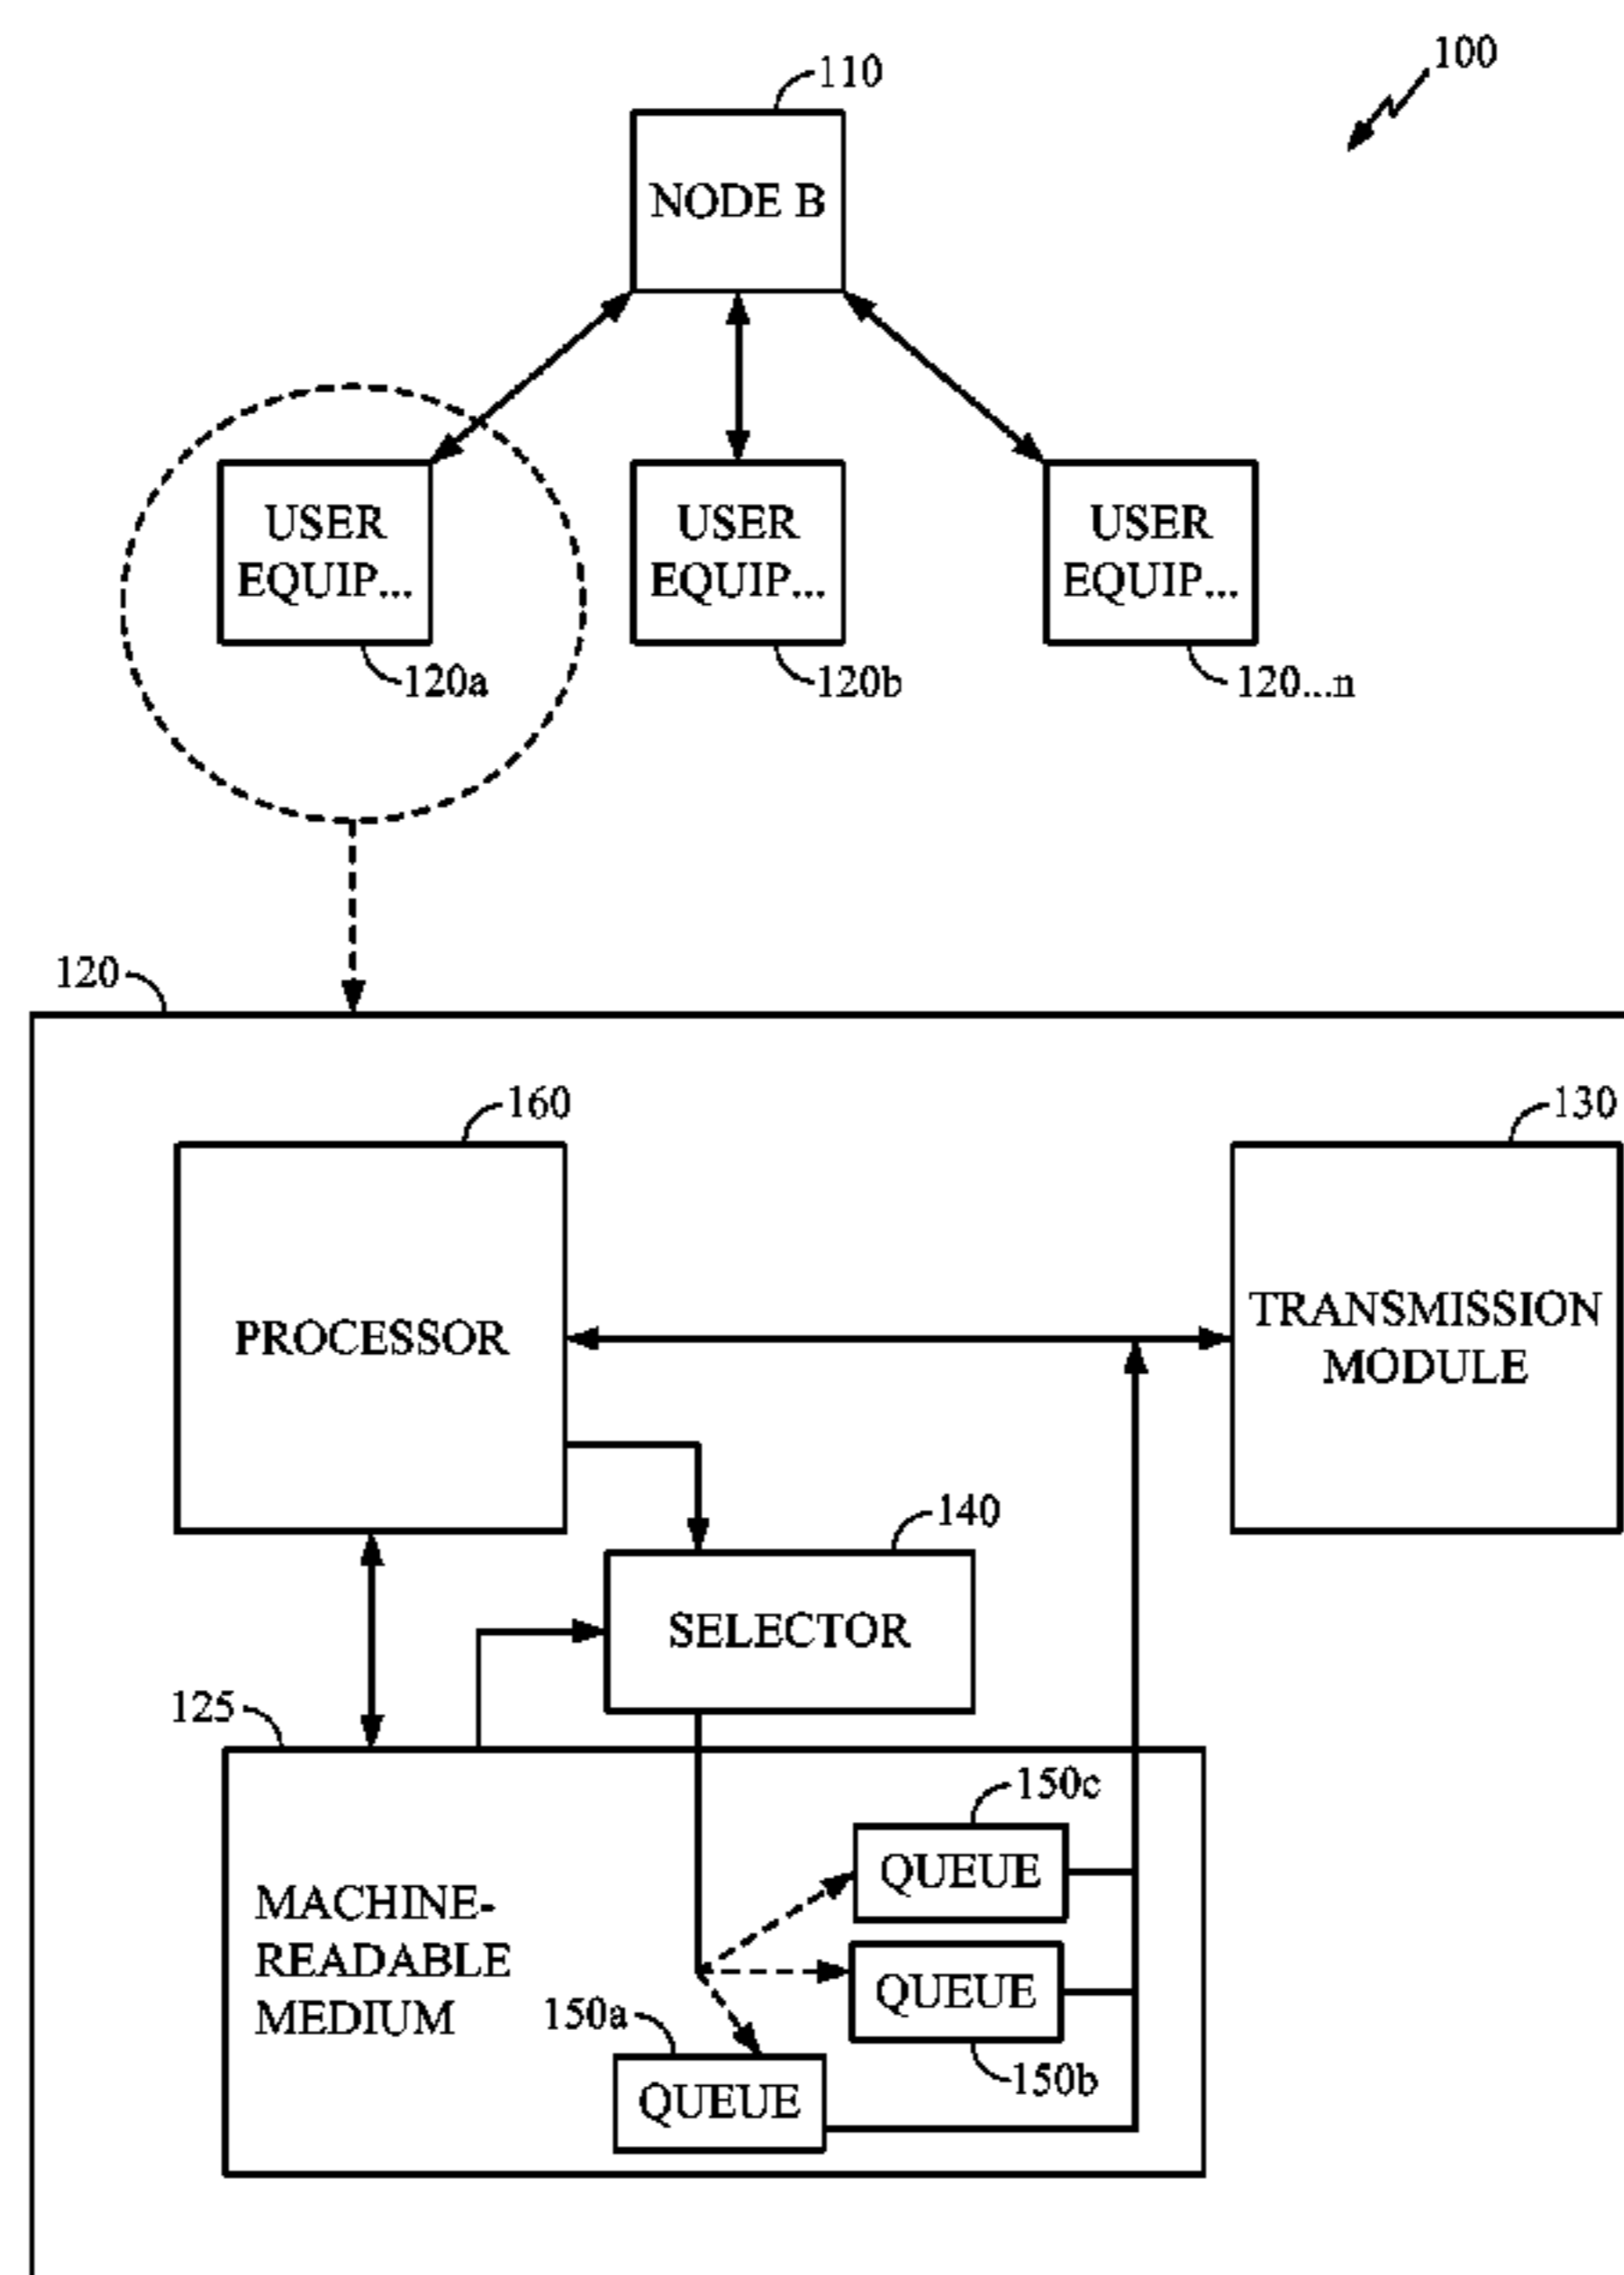 100
110
NODE B
USER
EQUIP...
120a
USER
EQUIP...
120b
USER
EQUIP...
120...n
120
160
PROCESSOR
130
TRANSMISSION
MODULE
140
SELECTOR
125
MACHINE-
READABLE
MEDIUM
150c
QUEUE
QUEUE
150b
150a
QUEUE